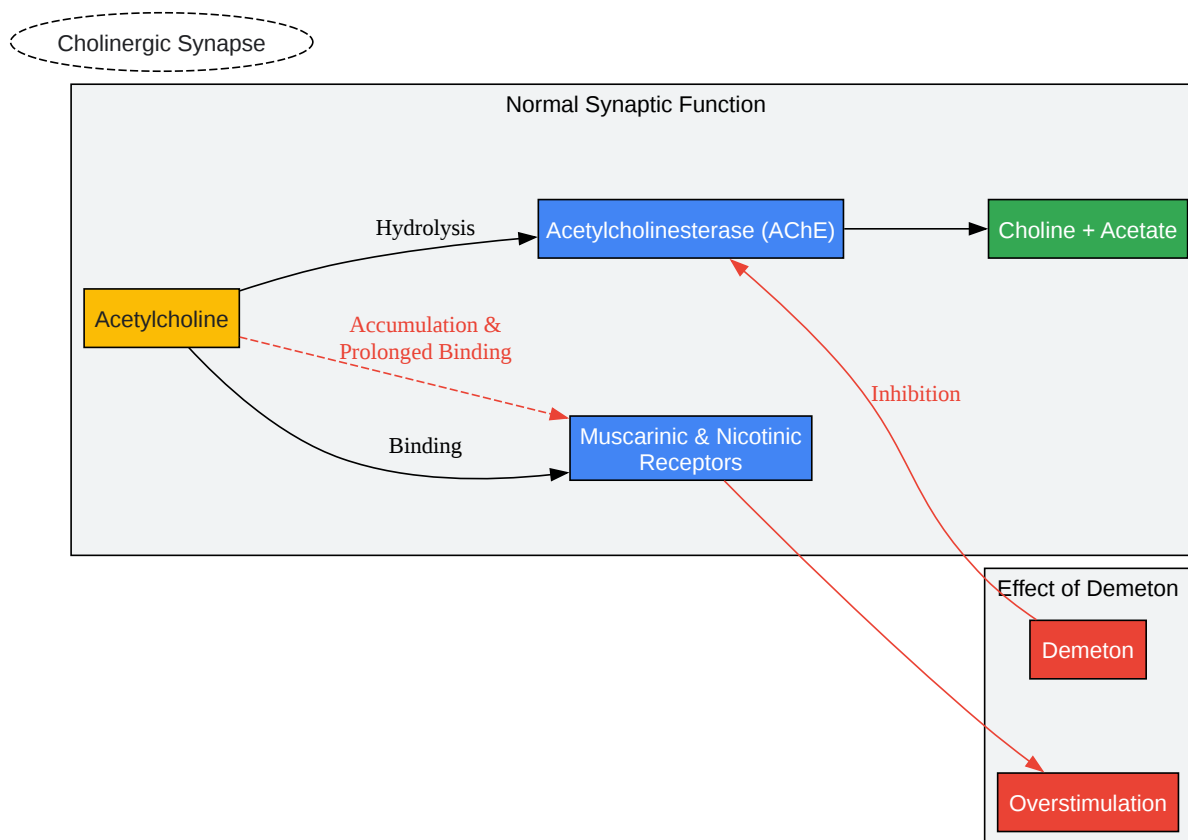 Cholinergic Synapse
Normal Synaptic Function
Hydrolysis
Acetylcholinesterase (AChE)
Choline + Acetate
Acetylcholine
Accumulation &
Prolonged Binding
Inhibition
Binding
Muscarinic & Nicotinic
Receptors
Effect of Demeton
Demeton
Overstimulation